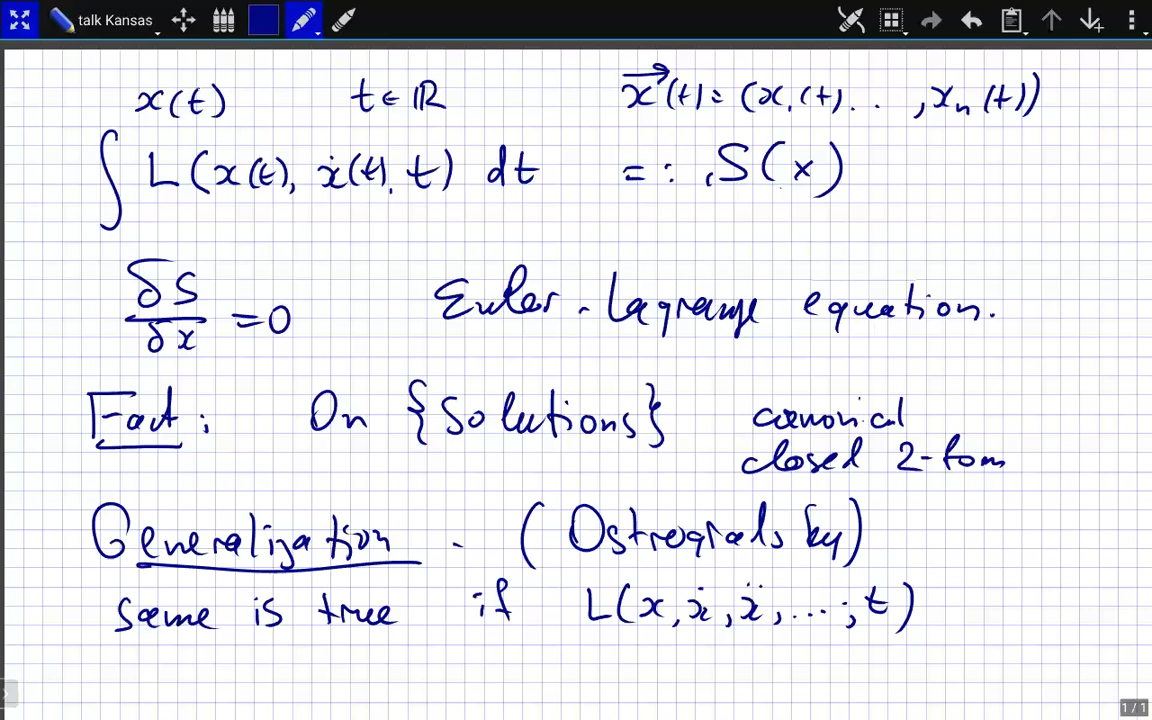 talk Kansas
x(t) t ∈ ℝ x⃗(t) = (x₁(t)..., xₙ(t))
∫ L(x(t), ẋ(t), t) dt =: S(x)
δS/δx = 0 Euler-Lagrange equation.
Fact: On {Solutions} canonical
closed 2-form
Generalization. (Ostrogradsky)
same is true if L(x, ẋ, ẍ, ...; t)
1/1